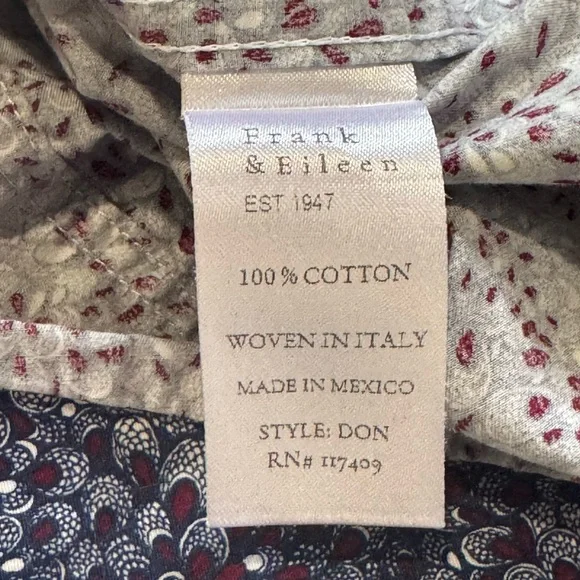 Frank
& Eileen
EST 1947
100% COTTON
WOVEN IN ITALY
MADE IN MEXICO
STYLE: DON
RN# 117409